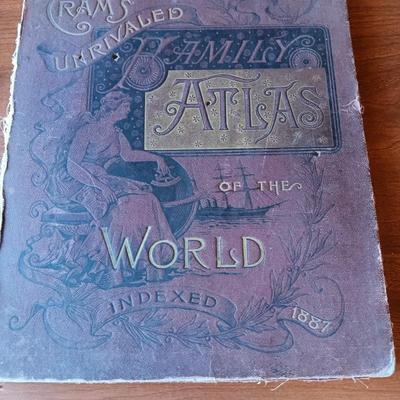 CRAM'S
UNRIVALED
FAMILY
ATLAS
OF THE
WORLD
INDEXED
1887